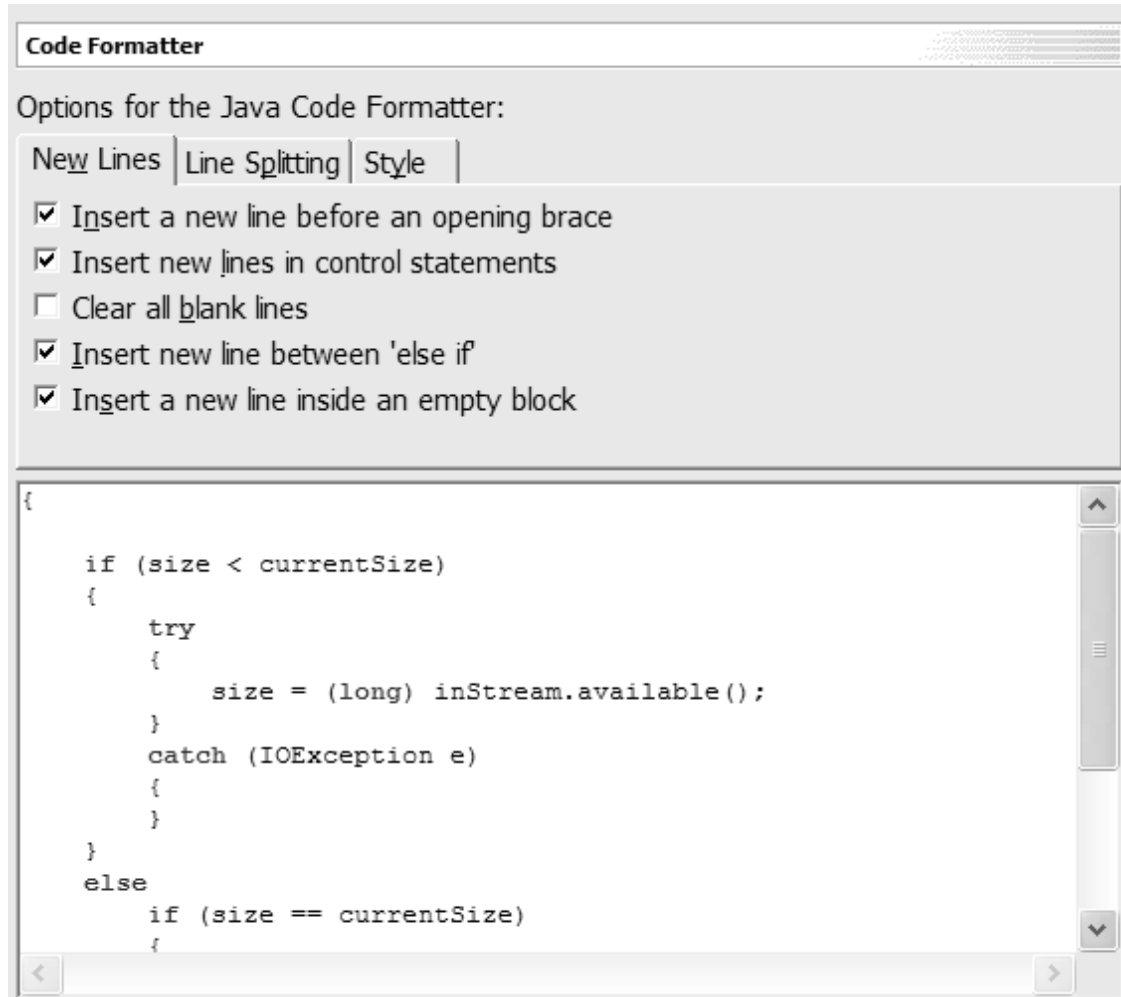 Code Formatter
Options for the Java Code Formatter:
New Lines
Line Splitting
Style
Insert a new line before an opening brace
Insert new lines in control statements
Clear all blank lines
Insert new line between 'else if'
Insert a new line inside an empty block
{
    if (size < currentSize)
    {
        try
        {
            size = (long) inStream.available();
        }
        catch (IOException e)
        {
        }
    }
    else
        if (size == currentSize)
        {